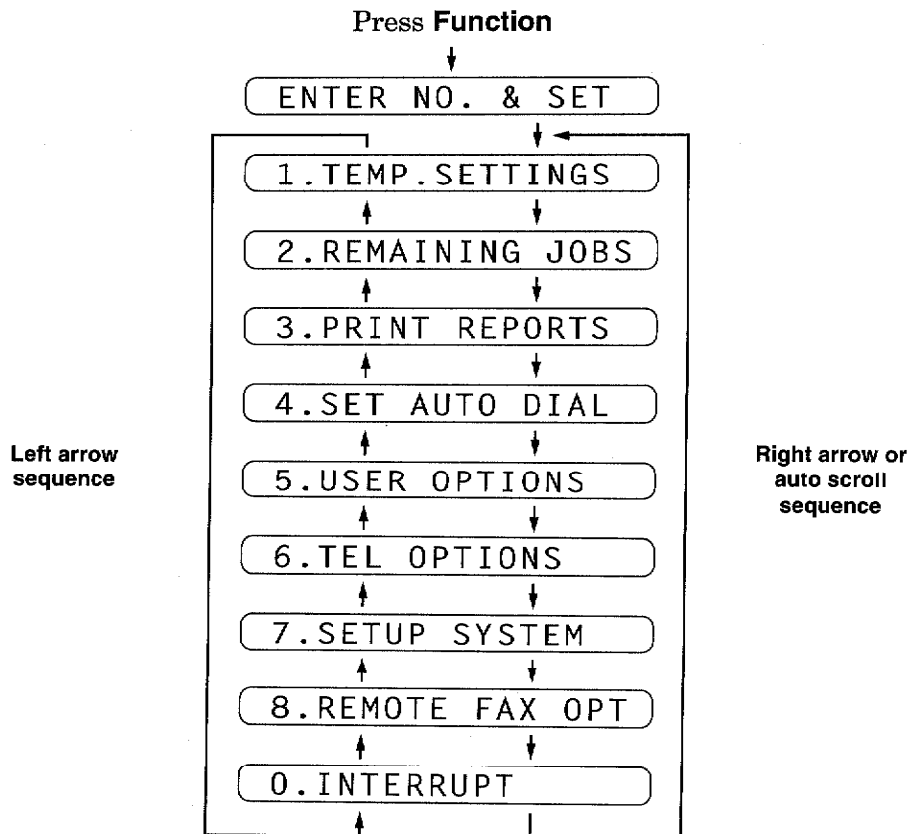 Press Function
ENTER NO. & SET
1.TEMP.SETTINGS
2.REMAINING JOBS
3.PRINT REPORTS
4.SET AUTO DIAL
Left arrow
sequence
Right arrow or
auto scroll
sequence
5.USER OPTIONS
6.TEL OPTIONS
7.SETUP SYSTEM
8.REMOTE FAX OPT
0.INTERRUPT